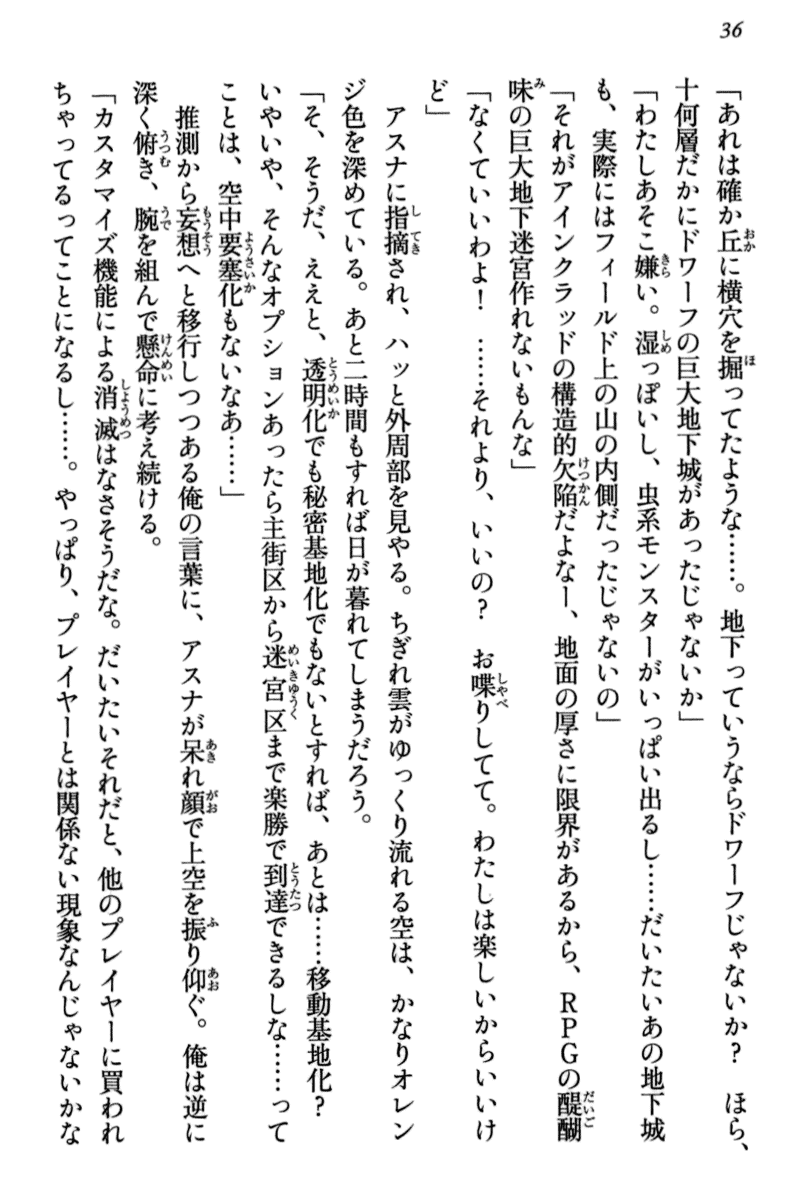 36
「あれは確か丘に横穴を掘ってたような……。地下っていうならドワーフじゃないか？　ほら、
十何層だかにドワーフの巨大地下城があったじゃないか」
「わたしあそこ嫌い。湿っぽいし、虫系モンスターがいっぱい出るし……だいたいあの地下城
も、実際にはフィールド上の山の内側だったじゃないの」
「それがアインクラッドの構造的欠陥だよなー、地面の厚さに限界があるから、ＲＰＧの醍醐
味の巨大地下迷宮作れないもんな」
「なくていいわよ！　……それより、いいの？　お喋りしてて。わたしは楽しいからいいけ
ど」
　アスナに指摘され、ハッと外周部を見やる。ちぎれ雲がゆっくり流れる空は、かなりオレン
ジ色を深めている。あと二時間もすれば日が暮れてしまうだろう。
「そ、そうだ、ええと、透明化でも秘密基地化でもないとすれば、あとは……移動基地化？
いやいや、そんなオプションあったら主街区から迷宮区まで楽勝で到達できるしな……って
ことは、空中要塞化もないなあ……」
　推測から妄想へと移行しつつある俺の言葉に、アスナが呆れ顔で上空を振り仰ぐ。俺は逆に
深く俯き、腕を組んで懸命に考え続ける。
「カスタマイズ機能による消滅はなさそうだな。だいたいそれだと、他のプレイヤーに買われ
ちゃってるってことになるし……。やっぱり、プレイヤーとは関係ない現象なんじゃないかな